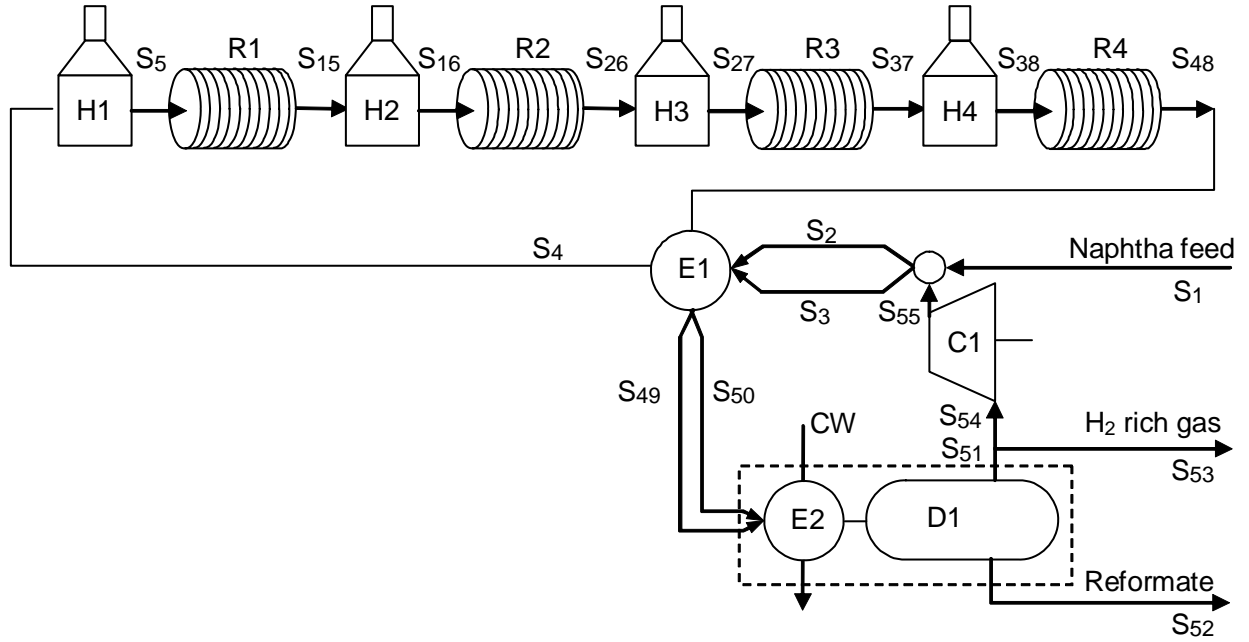 R1
R2
R3
R4
S5
S15
S16
S26
S27
S37
S38
S48
H1
H2
H3
H4
S2
Naphtha feed
S4
E1
S3
S55
S1
C1
S49
S50
S54
H2 rich gas
CW
S51
S53
E2
D1
Reformate
S52